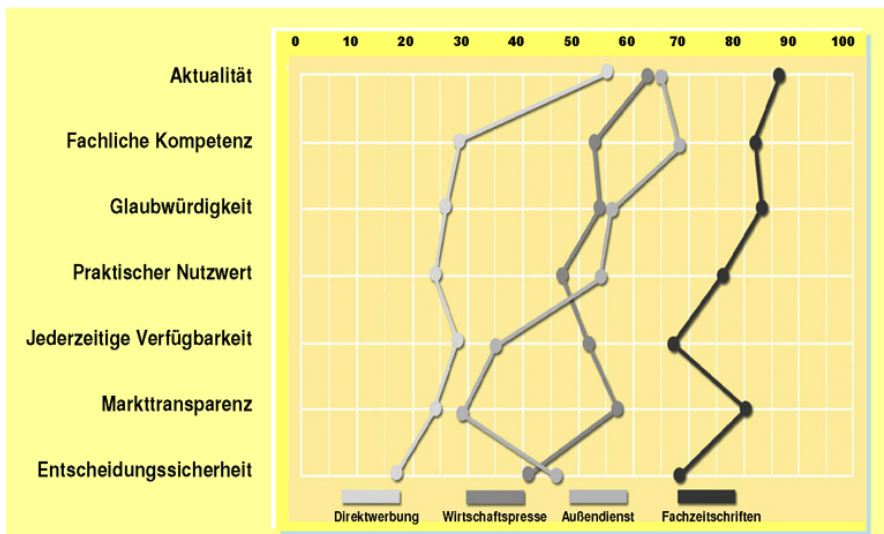 0 10 20 30 40 50 60 70 80 90 100
Aktualität
Fachliche Kompetenz
Glaubwürdigkeit
Praktischer Nutzwert
Jederzeitige Verfügbarkeit
Markttransparenz
Entscheidungssicherheit
Direktwerbung Wirtschaftspresse Außendienst Fachzeitschriften